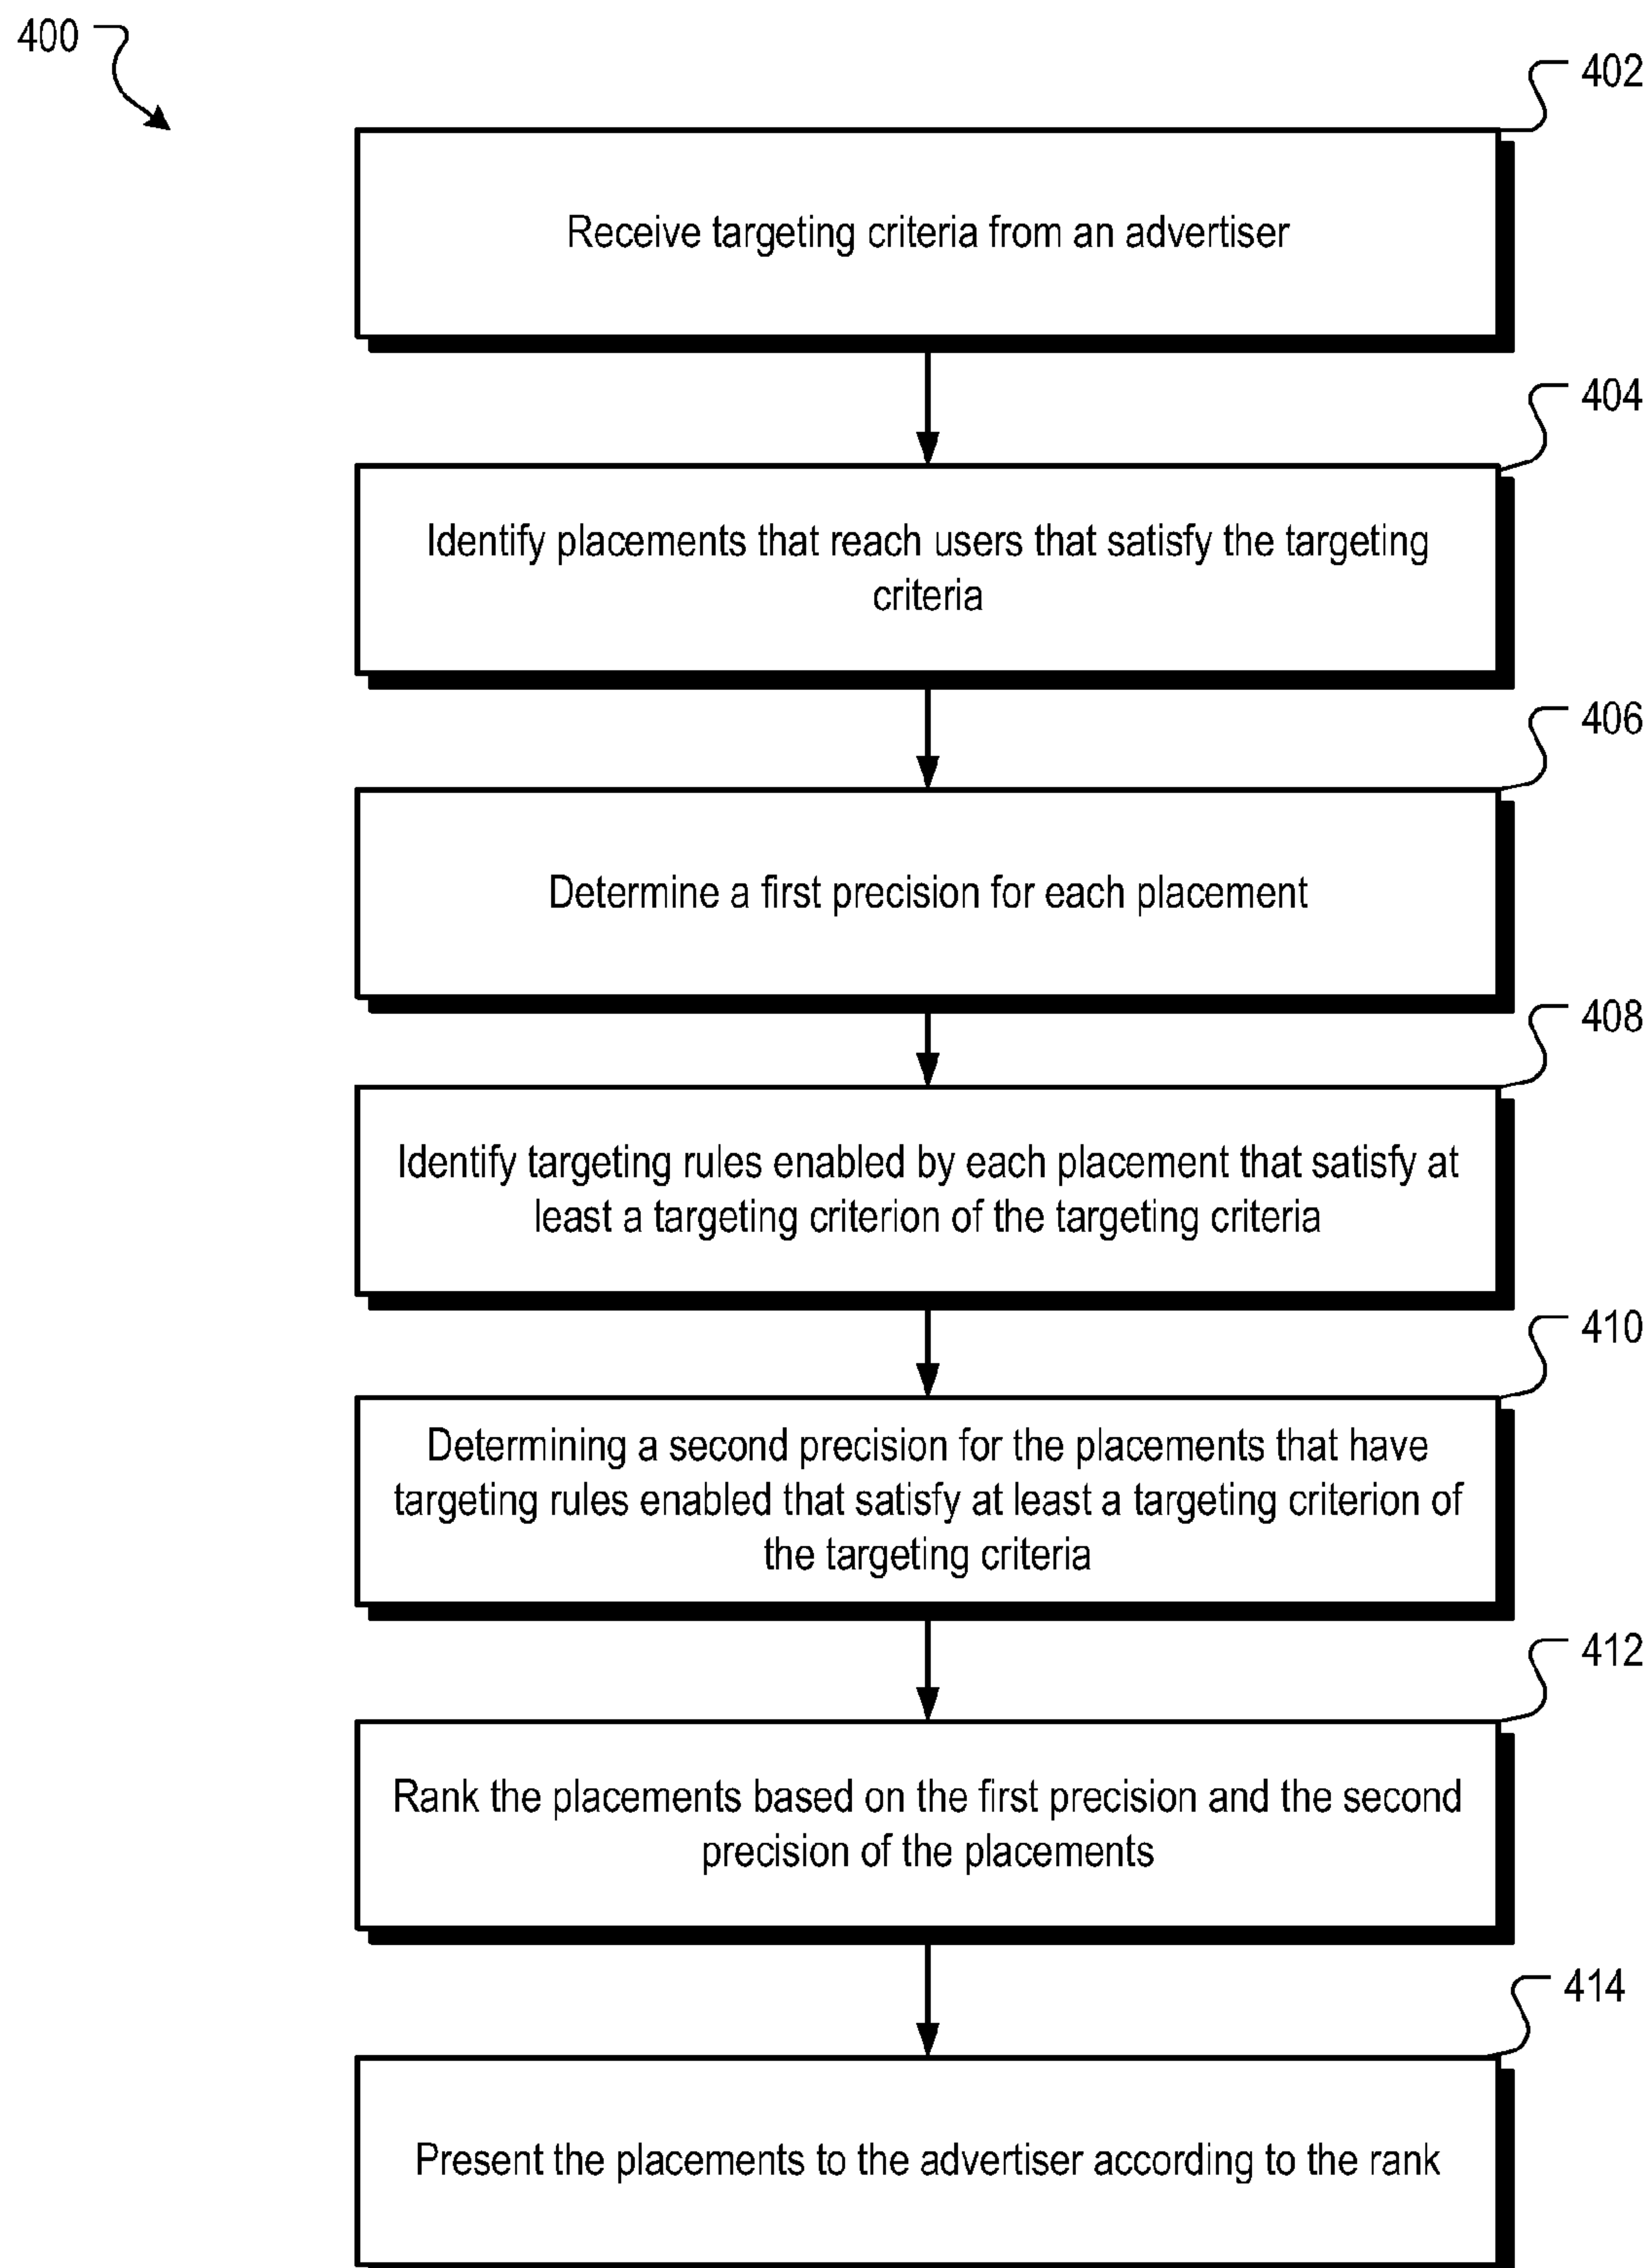 400
402
Receive targeting criteria from an advertiser
404
Identify placements that reach users that satisfy the targeting
criteria
406
Determine a first precision for each placement
408
Identify targeting rules enabled by each placement that satisfy at
least a targeting criterion of the targeting criteria
410
Determining a second precision for the placements that have
targeting rules enabled that satisfy at least a targeting criterion of
the targeting criteria
412
Rank the placements based on the first precision and the second
precision of the placements
414
Present the placements to the advertiser according to the rank